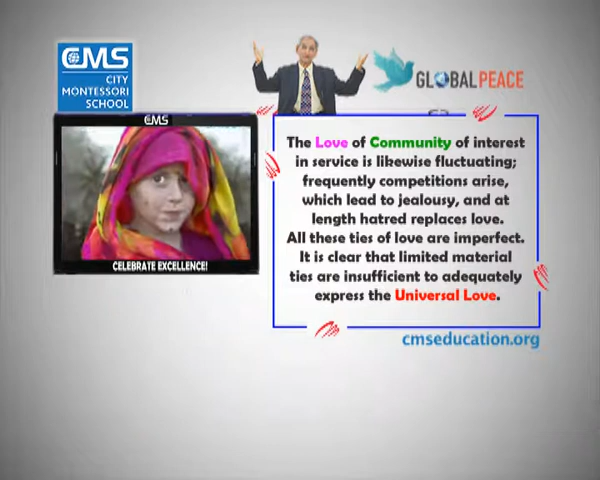 CMS
CITY
MONTESSORI
SCHOOL
GLOBAL PEACE
CMS
CELEBRATE EXCELLENCE!
The Love of Community of interest
in service is likewise fluctuating;
frequently competitions arise,
which lead to jealousy, and at
length hatred replaces love.
All these ties of love are imperfect.
It is clear that limited material
ties are insufficient to adequately
express the Universal Love.
cmseducation.org